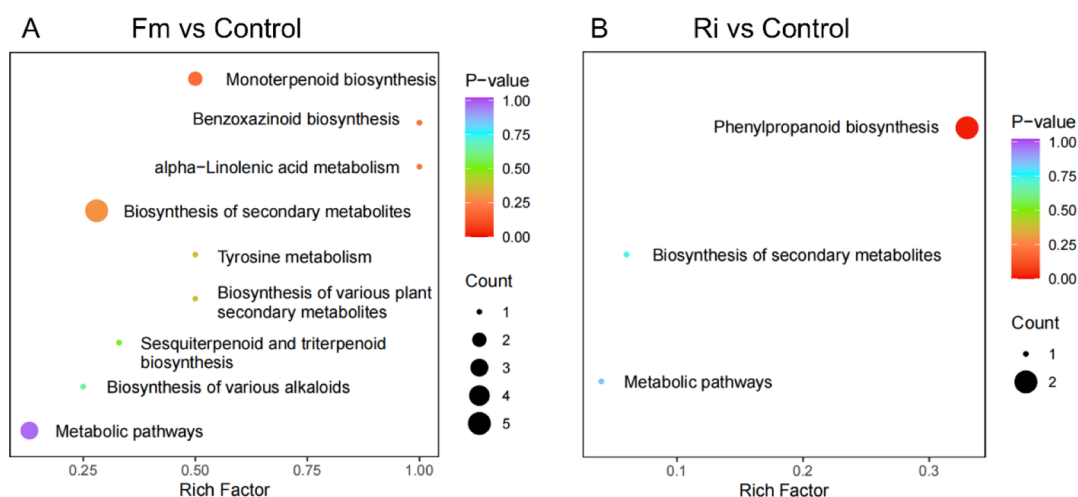 A Fm vs Control
Monoterpenoid biosynthesis
Benzoxazinoid biosynthesis
alpha−Linolenic acid metabolism
Biosynthesis of secondary metabolites
Tyrosine metabolism
Biosynthesis of various plant
secondary metabolites
Sesquiterpenoid and triterpenoid
biosynthesis
Biosynthesis of various alkaloids
Metabolic pathways
0.25 0.50 0.75 1.00
Rich Factor
P−value
1.00
0.75
0.50
0.25
0.00
Count
1
2
3
4
5
B Ri vs Control
Phenylpropanoid biosynthesis
Biosynthesis of secondary metabolites
Metabolic pathways
0.1 0.2 0.3
Rich Factor
P−value
1.00
0.75
0.50
0.25
0.00
Count
1
2